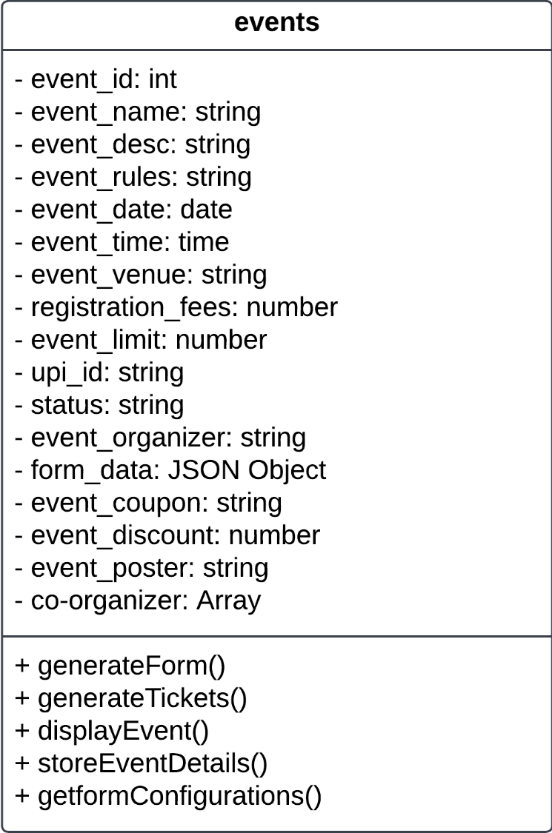 events
- event_id: int
- event_name: string
- event_desc: string
- event_rules: string
- event_date: date
- event_time: time
- event_venue: string
- registration_fees: number
- event_limit: number
- upi_id: string
- status: string
- event_organizer: string
- form_data: JSON Object
- event_coupon: string
- event_discount: number
- event_poster: string
- co-organizer: Array
+ generateForm()
+ generateTickets()
+ displayEvent()
+ storeEventDetails()
+ getformConfigurations()